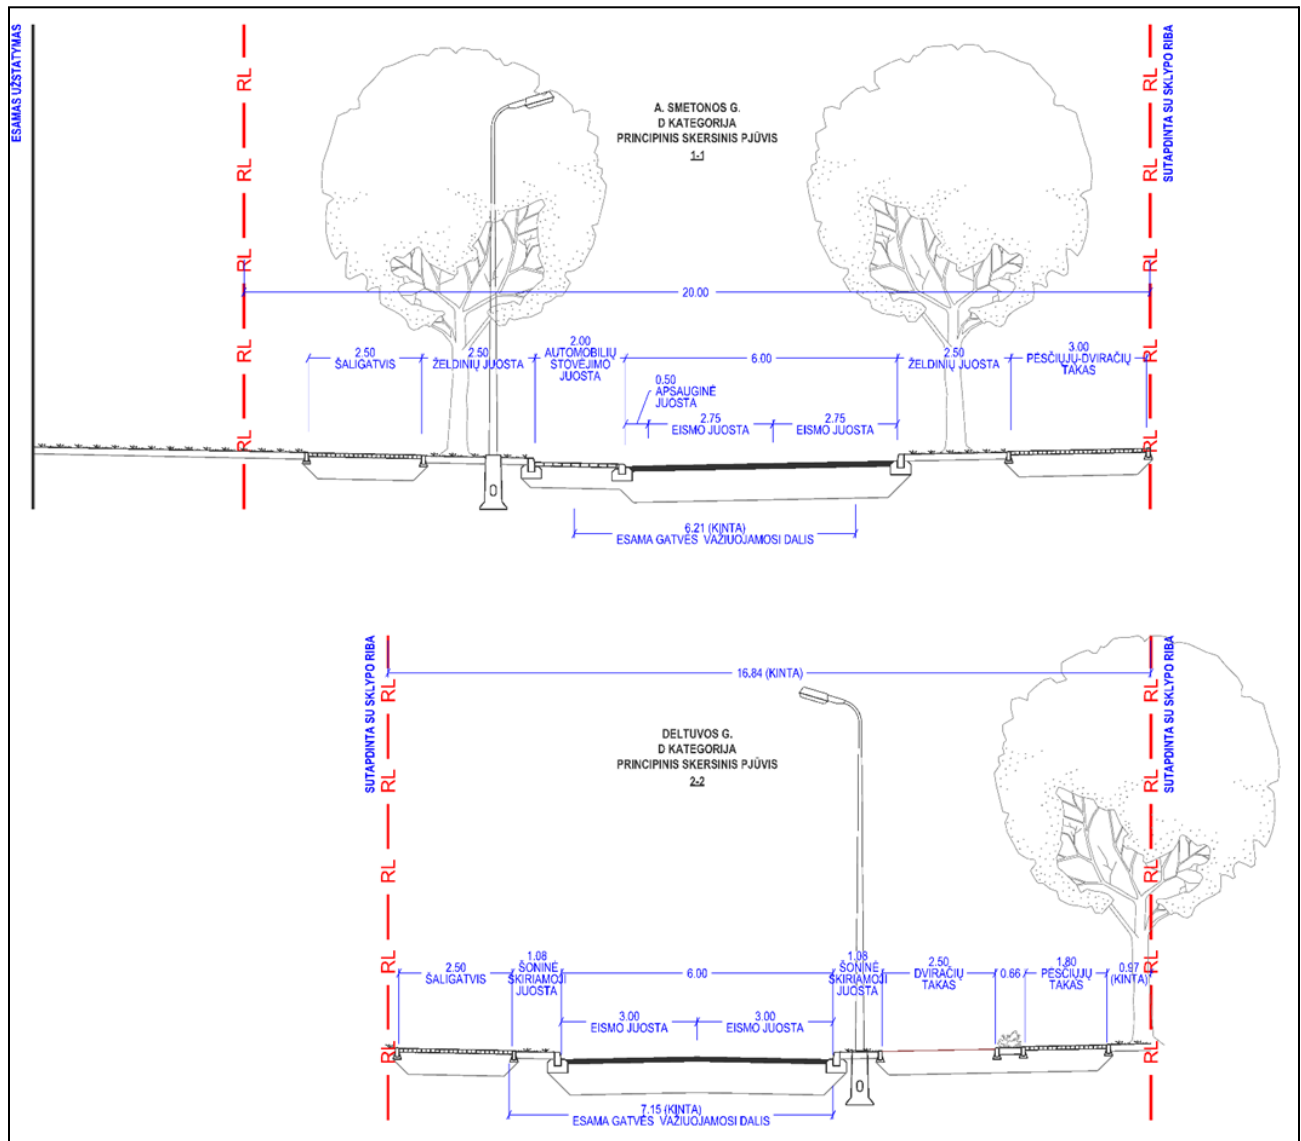 ESAMAS UŽSTATYMAS
RL
RL
RL
RL
RL
A. SMETONOS G.
D KATEGORIJA
PRINCIPINIS SKERSINIS PJŪVIS
1-1
RL
RL
RL
RL
RL
SUTAPDINTA SU SKLYPO RIBA
20.00
2.50
ŠALIGATVIS
2.50
ŽELDINIŲ JUOSTA
2.00
AUTOMOBILIŲ
STOVĖJIMO
JUOSTA
6.00
2.50
ŽELDINIŲ JUOSTA
3.00
PĖSČIŲJŲ-DVIRAČIŲ
TAKAS
0.50
APSAUGINĖ
JUOSTA
2.75
EISMO JUOSTA
2.75
EISMO JUOSTA
6.21 (KINTA)
ESAMA GATVĖS VAŽIUOJAMOSI DALIS
SUTAPDINTA SU SKLYPO RIBA
RL
RL
RL
RL
RL
16.84 (KINTA)
DELTUVOS G.
D KATEGORIJA
PRINCIPINIS SKERSINIS PJŪVIS
2-2
RL
RL
RL
RL
RL
SUTAPDINTA SU SKLYPO RIBA
2.50
ŠALIGATVIS
1.08
ŠONINĖ
SKIRIAMOJI
JUOSTA
6.00
1.08
ŠONINĖ
SKIRIAMOJI
JUOSTA
2.50
DVIRAČIŲ
TAKAS
0.66
1.80
PĖSČIŲJŲ
TAKAS
0.97
(KINTA)
3.00
EISMO JUOSTA
3.00
EISMO JUOSTA
7.15 (KINTA)
ESAMA GATVĖS VAŽIUOJAMOSI DALIS